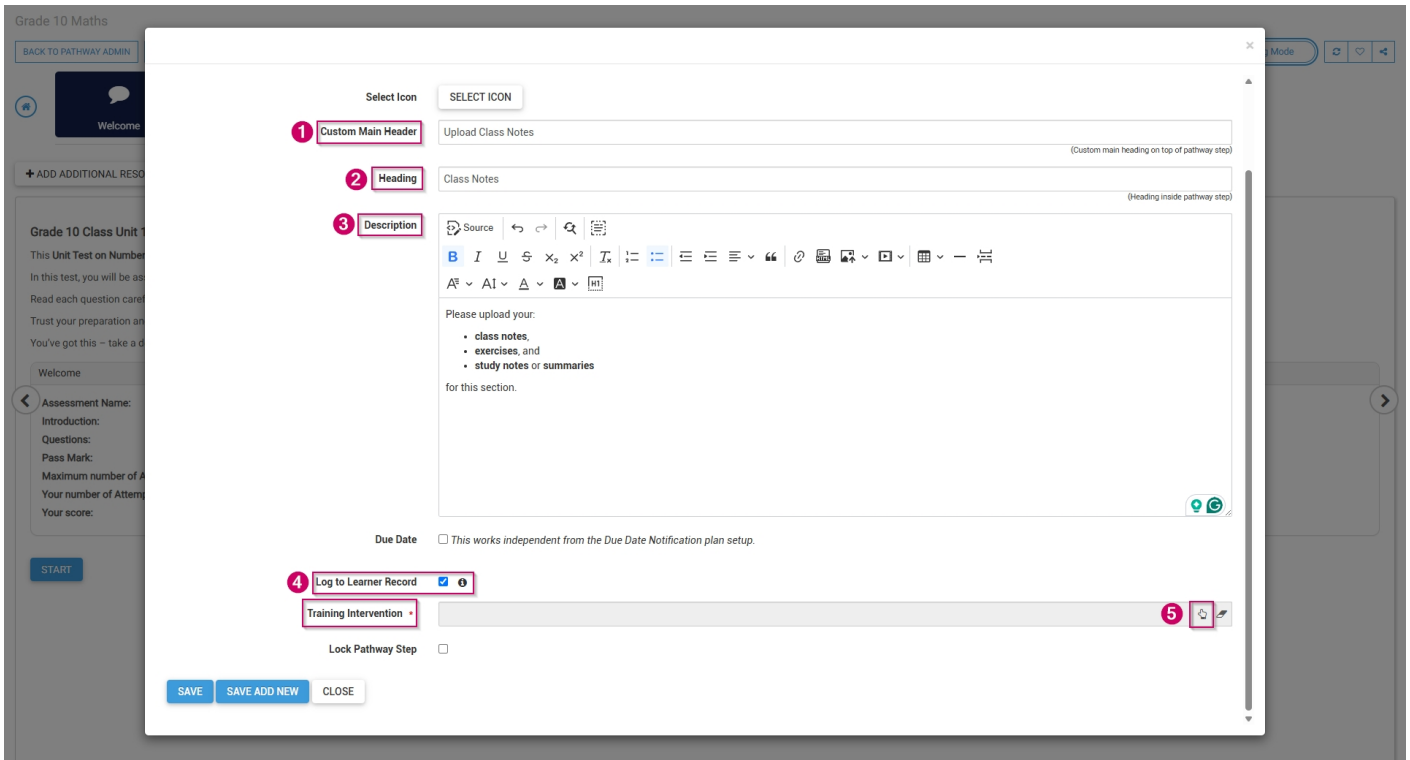 Grade 10 Maths
BACK TO PATHWAY ADMIN
Mode
×
Welcome
+ ADD ADDITIONAL RESO
Select Icon SELECT ICON
1 Custom Main Header Upload Class Notes
(Custom main heading on top of pathway step)
2 Heading Class Notes
(Heading inside pathway step)
3 Description Source
Please upload your:
• class notes,
• exercises, and
• study notes or summaries
for this section.
Due Date This works independent from the Due Date Notification plan setup.
4 Log to Learner Record
Training Intervention * 5
Lock Pathway Step
SAVE SAVE ADD NEW CLOSE
Grade 10 Class Unit 1
This Unit Test on Number
In this test, you will be as
Read each question caref
Trust your preparation an
You've got this – take a d
Welcome
Assessment Name:
Introduction:
Questions:
Pass Mark:
Maximum number of A
Your number of Attemp
Your score:
START